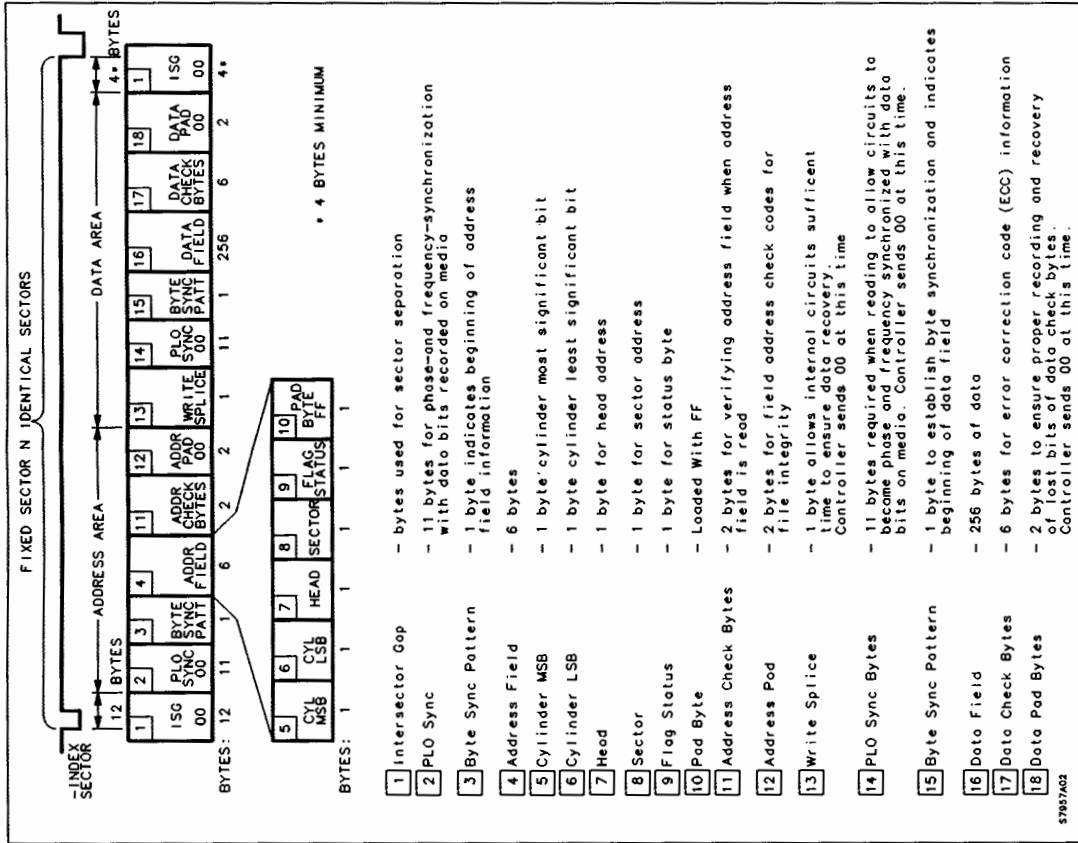 FIXED SECTOR N IDENTICAL SECTORS
-INDEX
SECTOR
12 BYTES
ADDRESS AREA
DATA AREA
4* BYTES
1 ISG 00
2 PLO SYNC 00
3 BYTE SYNC PATT
4 ADDR FIELD
11 ADDR CHECK BYTES
12 ADDR PAD 00
13 WRITE SPLICE
14 PLO SYNC 00
15 BYTE SYNC PATT
16 DATA FIELD
17 DATA CHECK BYTES
18 DATA PAD 00
1 ISG 00
BYTES: 12 11 1 6 2 2 1 11 1 256 6 2 4*
5 CYL MSB
6 CYL LSB
7 HEAD
8 SECTOR
9 FLAG STATUS
10 PAD BYTE FF
BYTES: 1 1 1 1 1 1
* 4 BYTES MINIMUM
1 Intersector Gap - bytes used for sector separation
2 PLO Sync - 11 bytes for phase-and frequency-synchronization
with data bits recorded on media
3 Byte Sync Pattern - 1 byte indicates beginning of address
field information
4 Address Field - 6 bytes
5 Cylinder MSB - 1 byte cylinder most significant bit
6 Cylinder LSB - 1 byte cylinder least significant bit
7 Head - 1 byte for head address
8 Sector - 1 byte for sector address
9 Flag Status - 1 byte for status byte
10 Pad Byte - Loaded With FF
11 Address Check Bytes - 2 bytes for verifying address field when address
field is read
12 Address Pad - 2 bytes for field address check codes for
file integrity
13 Write Splice - 1 byte allows internal circuits sufficent
time to ensure data recovery.
Controller sends 00 at this time
14 PLO Sync Bytes - 11 bytes required when reading to allow circuits to
became phase and frequency synchronized with data
bits on media. Controller sends 00 at this time.
15 Byte Sync Pattern - 1 byte to establish byte synchronization and indicates
beginning of data field
16 Data Field - 256 bytes of data
17 Data Check Bytes - 6 bytes for error correction code (ECC) information
18 Data Pad Bytes - 2 bytes to ensure proper recording and recovery
of lost bits of data check bytes.
Controller sends 00 at this time.
S7957A02